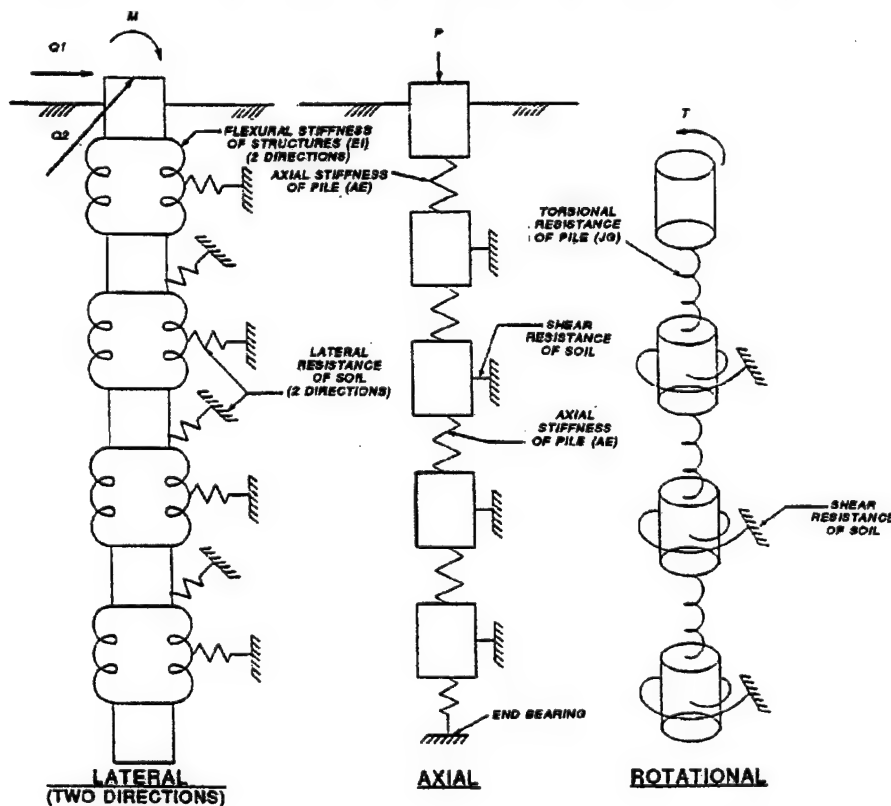 M
Q1
Q2
FLEXURAL STIFFNESS
OF STRUCTURES (EI)
(2 DIRECTIONS)
LATERAL
RESISTANCE
OF SOIL
(2 DIRECTIONS)
LATERAL
(TWO DIRECTIONS)
P
AXIAL STIFFNESS
OF PILE (AE)
SHEAR
RESISTANCE
OF SOIL
AXIAL
STIFFNESS
OF PILE (AE)
END BEARING
AXIAL
T
TORSIONAL
RESISTANCE
OF PILE (JG)
SHEAR
RESISTANCE
OF SOIL
ROTATIONAL